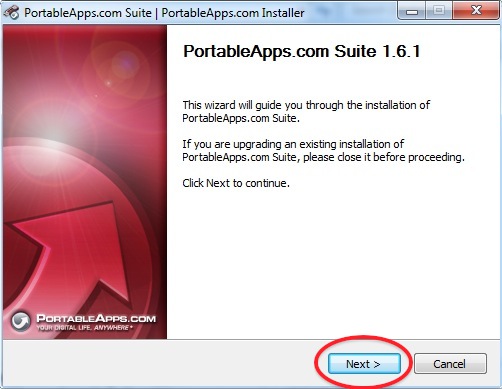 PortableApps.com Suite | PortableApps.com Installer
PortableApps.com Suite 1.6.1
This wizard will guide you through the installation of
PortableApps.com Suite.
If you are upgrading an existing installation of
PortableApps.com Suite, please close it before proceeding.
Click Next to continue.
PORTABLEAPPS.COM
YOUR DIGITAL LIFE, ANYWHERE®
Next >
Cancel